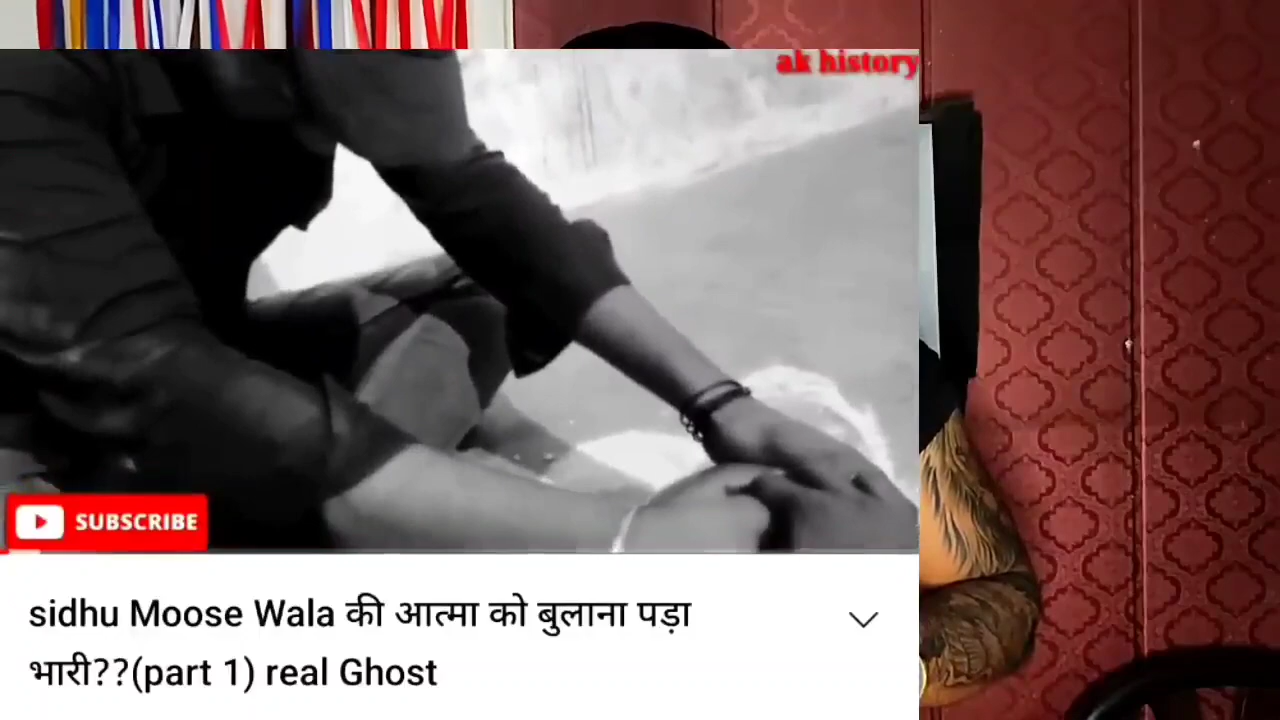 ak history
SUBSCRIBE
sidhu Moose Wala की आत्मा को बुलाना पड़ा
भारी??(part 1) real Ghost